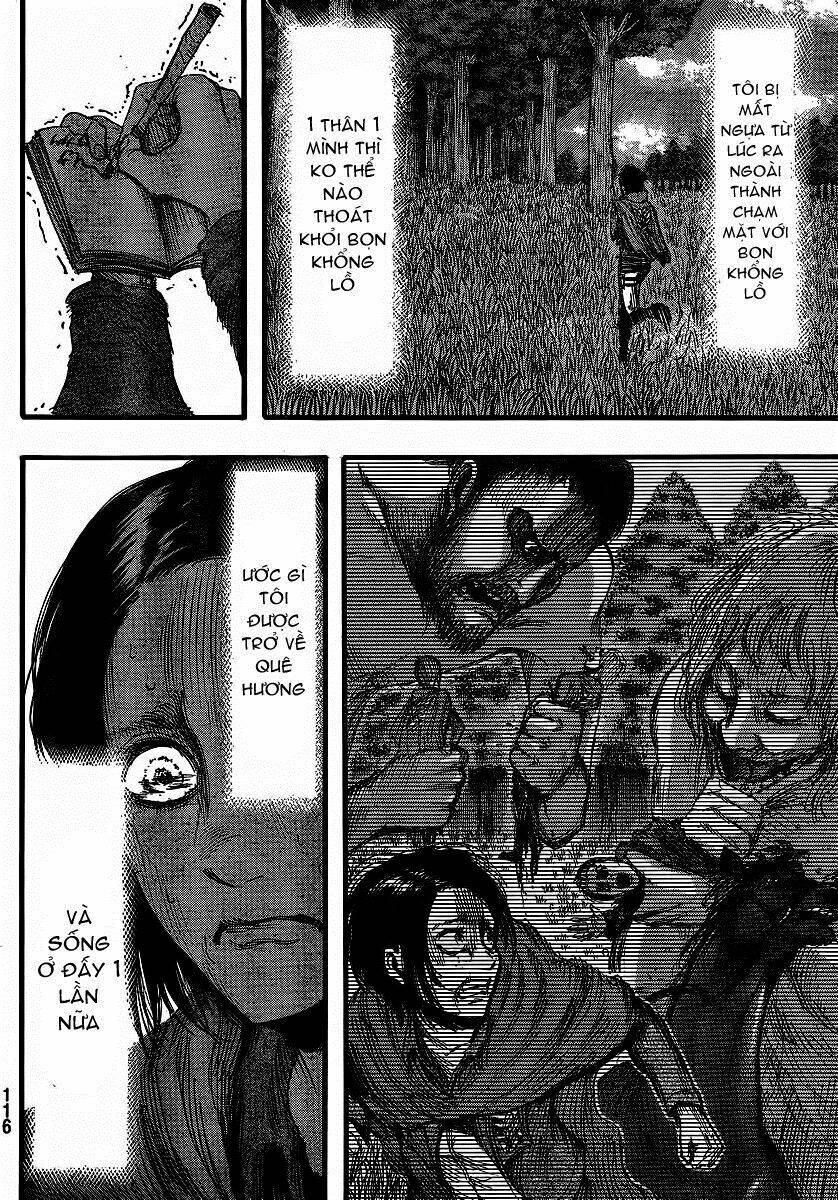 TÔI BỊ
MẤT
NGỰA TỪ
LÚC RA
NGOÀI
THÀNH
CHẠM
MẶT VỚI
BỌN
KHỔNG
LỒ
1 THÂN 1
MÌNH THÌ
KO THỂ
NÀO
THOÁT
KHỎI BỌN
KHỔNG
LỒ
ƯỚC GÌ
TÔI
ĐƯỢC
TRỞ VỀ
QUÊ
HƯƠNG
VÀ
SỐNG
Ở ĐẤY 1
LẦN
NỮA
116